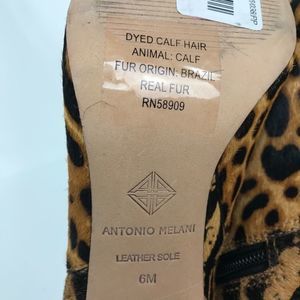 DYED CALF HAIR
ANIMAL: CALF
FUR ORIGIN: BRAZIL
REAL FUR
RN58909
ANTONIO MELANI
LEATHER SOLE
6M